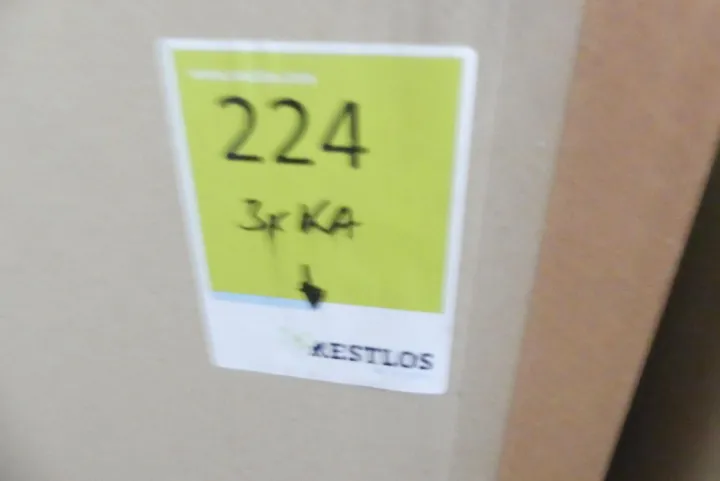 224
3x KA
RESTLOS